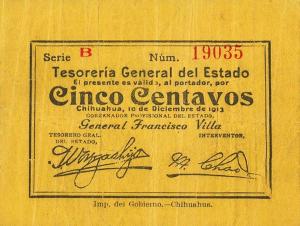 Serie B Núm. 19035
Tesorería General del Estado
El presente es válido, al portador, por
Cinco Centavos
Chihuahua, 10 de Diciembre de 1913
GOBERNADOR PROVISIONAL DEL ESTADO,
General Francisco Villa
TESORERO GRAL. INTERVENTOR,
DEL ESTADO,
M. Chao
Imp. del Gobierno.—Chihuahua.